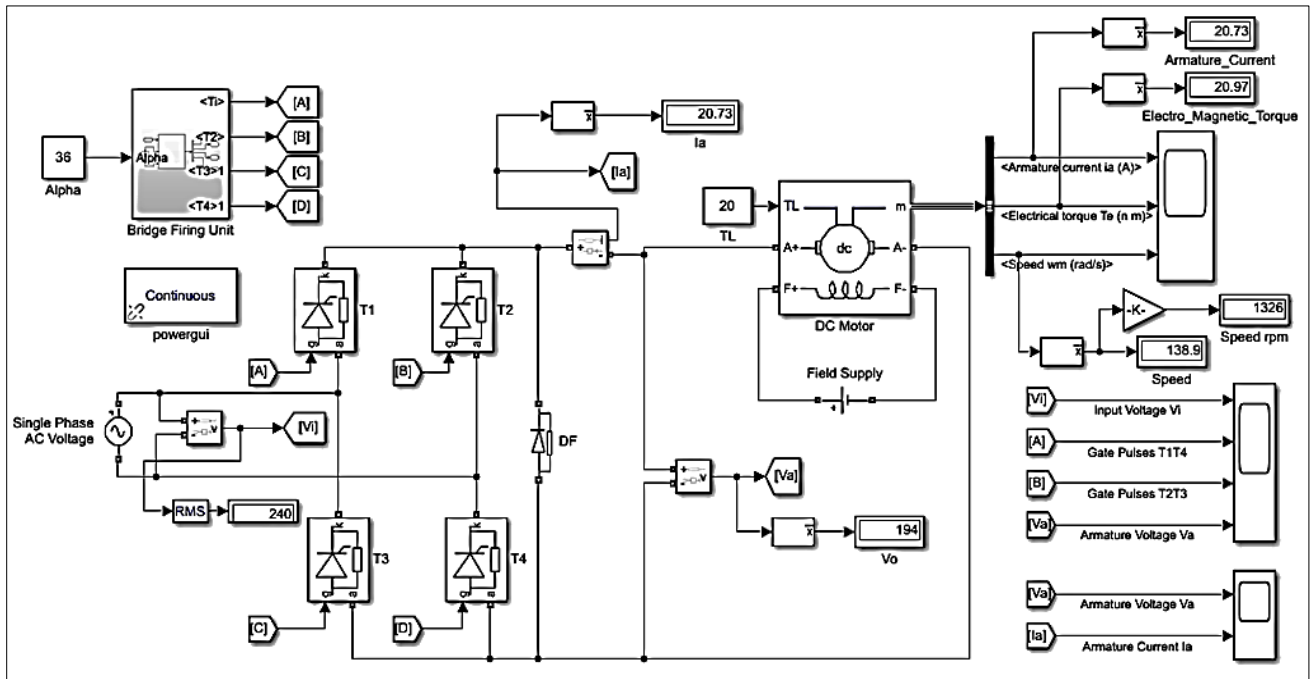 20.73
Armature_Current
20.97
Electro_Magnetic_Torque
20.73
Ia
[Ia]
<Ti>
<T2>
<T3>1
<T4>1
Alpha
[A]
[B]
[C]
[D]
Bridge Firing Unit
36
Alpha
Continuous
powergui
20
TL
TL
m
A+
dc
A-
F+
F-
DC Motor
<Armature current ia (A)>
<Electrical torque Te (n m)>
<Speed wm (rad/s)>
-K-
1326
Speed rpm
138.9
Speed
k
g
a
T1
k
g
a
T2
[A]
[B]
Field Supply
+
Single Phase
AC Voltage
+
-
v
[Vi]
RMS
240
DF
k
g
a
T3
k
g
a
T4
[C]
[D]
+
-
v
[Va]
194
Vo
[Vi]
Input Voltage Vi
[A]
Gate Pulses T1T4
[B]
Gate Pulses T2T3
[Va]
Armature Voltage Va
[Va]
Armature Voltage Va
[Ia]
Armature Current Ia